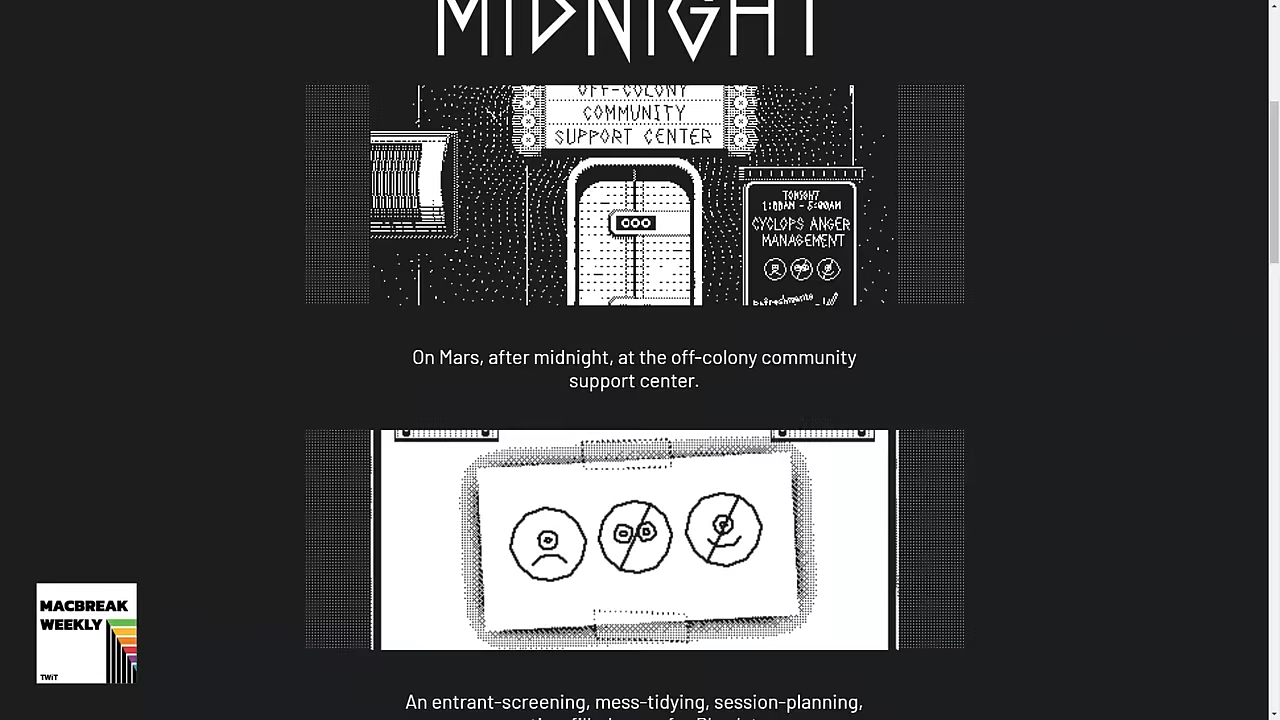 MIDNIGHT
OFF-COLONY
COMMUNITY
SUPPORT CENTER
TONIGHT
1:00AM - 5:00AM
CYCLOPS ANGER
MANAGEMENT
Refreshments
On Mars, after midnight, at the off-colony community
support center.
MACBREAK
WEEKLY
TWiT
An entrant-screening, mess-tidying, session-planning,